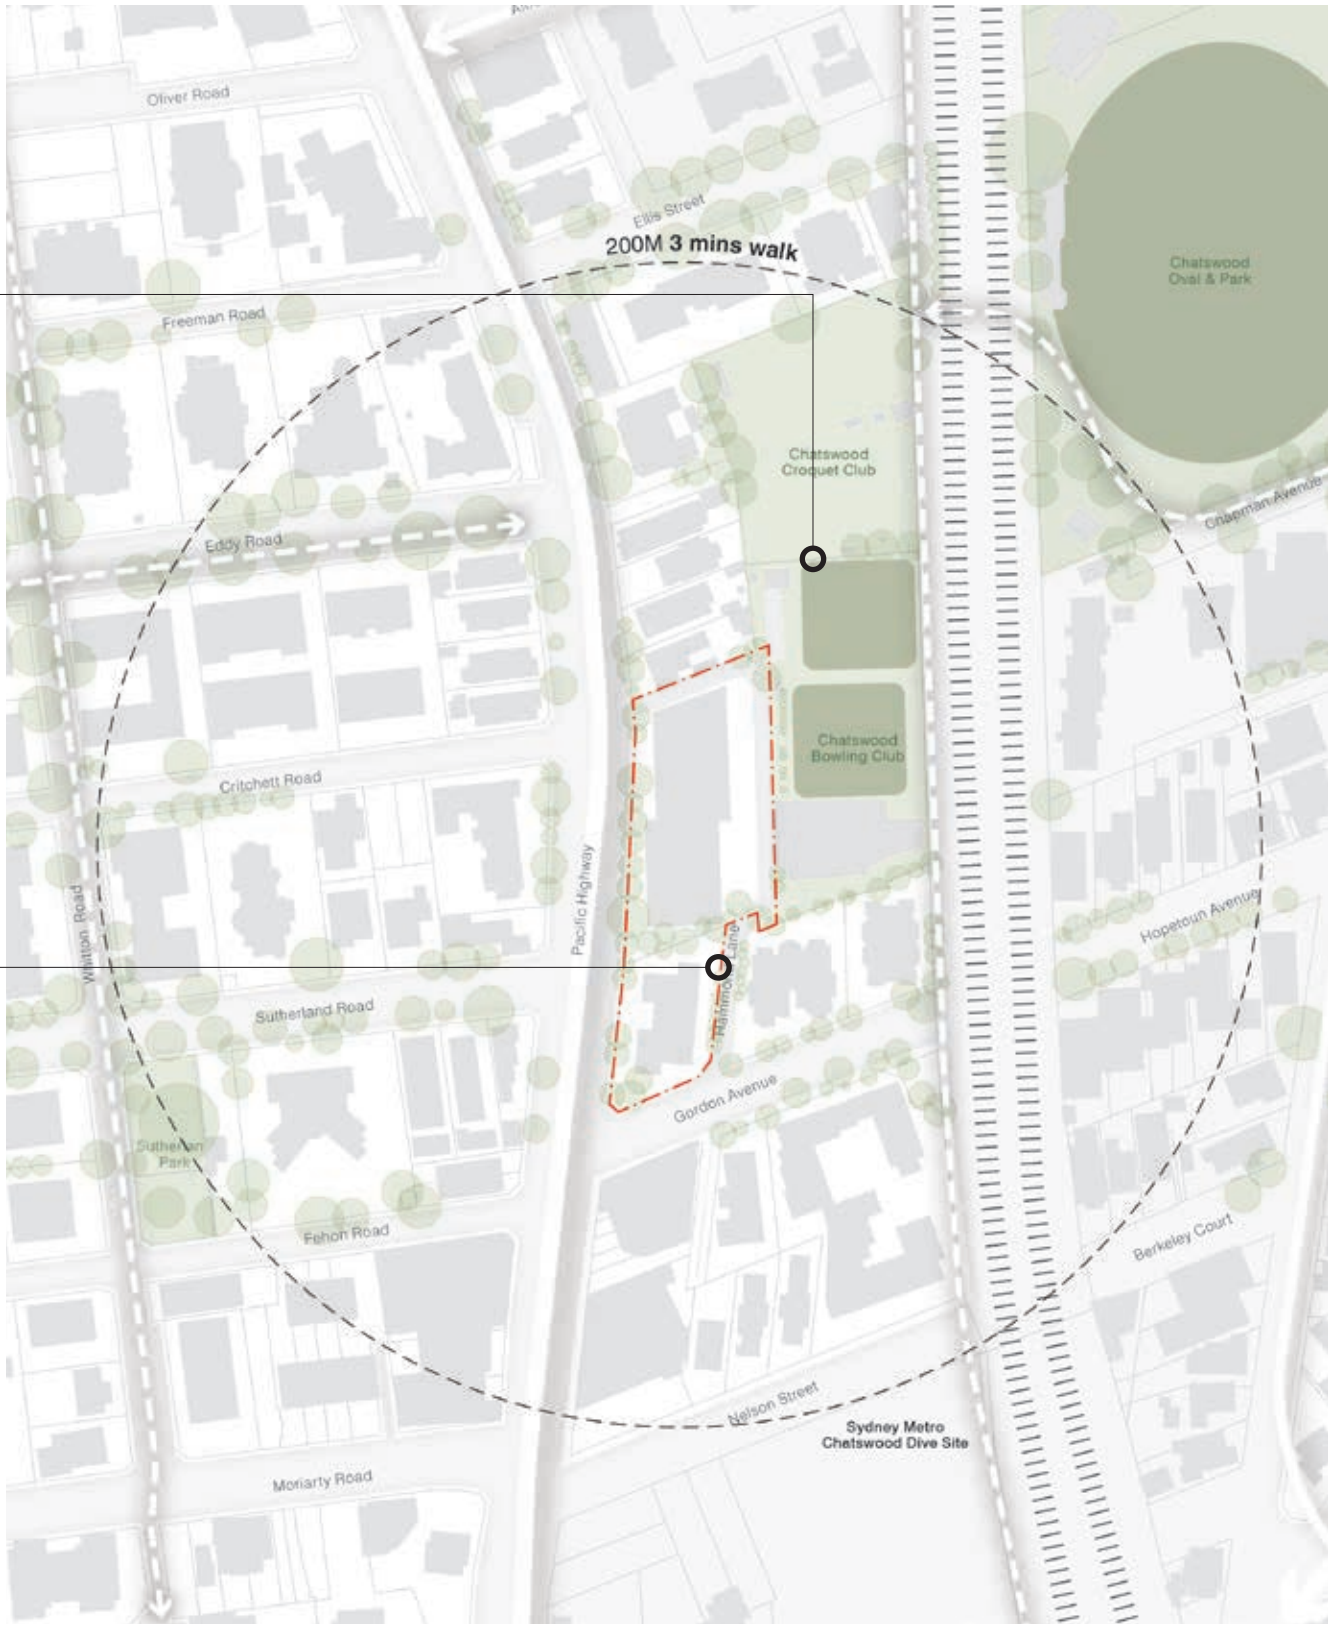 Oliver Road
Ellis Street
200M 3 mins walk
Chatswood
Oval & Park
Freeman Road
Chatswood
Croquet Club
Chapman Avenue
Eddy Road
Chatswood
Bowling Club
Critchett Road
Pacific Highway
Whitton Road
Hopetoun Avenue
Lane
Sutherland Road
Gordon Avenue
Park
Fehon Road
Berkeley Court
Nelson Street
Sydney Metro
Chatswood Dive Site
Moriarty Road